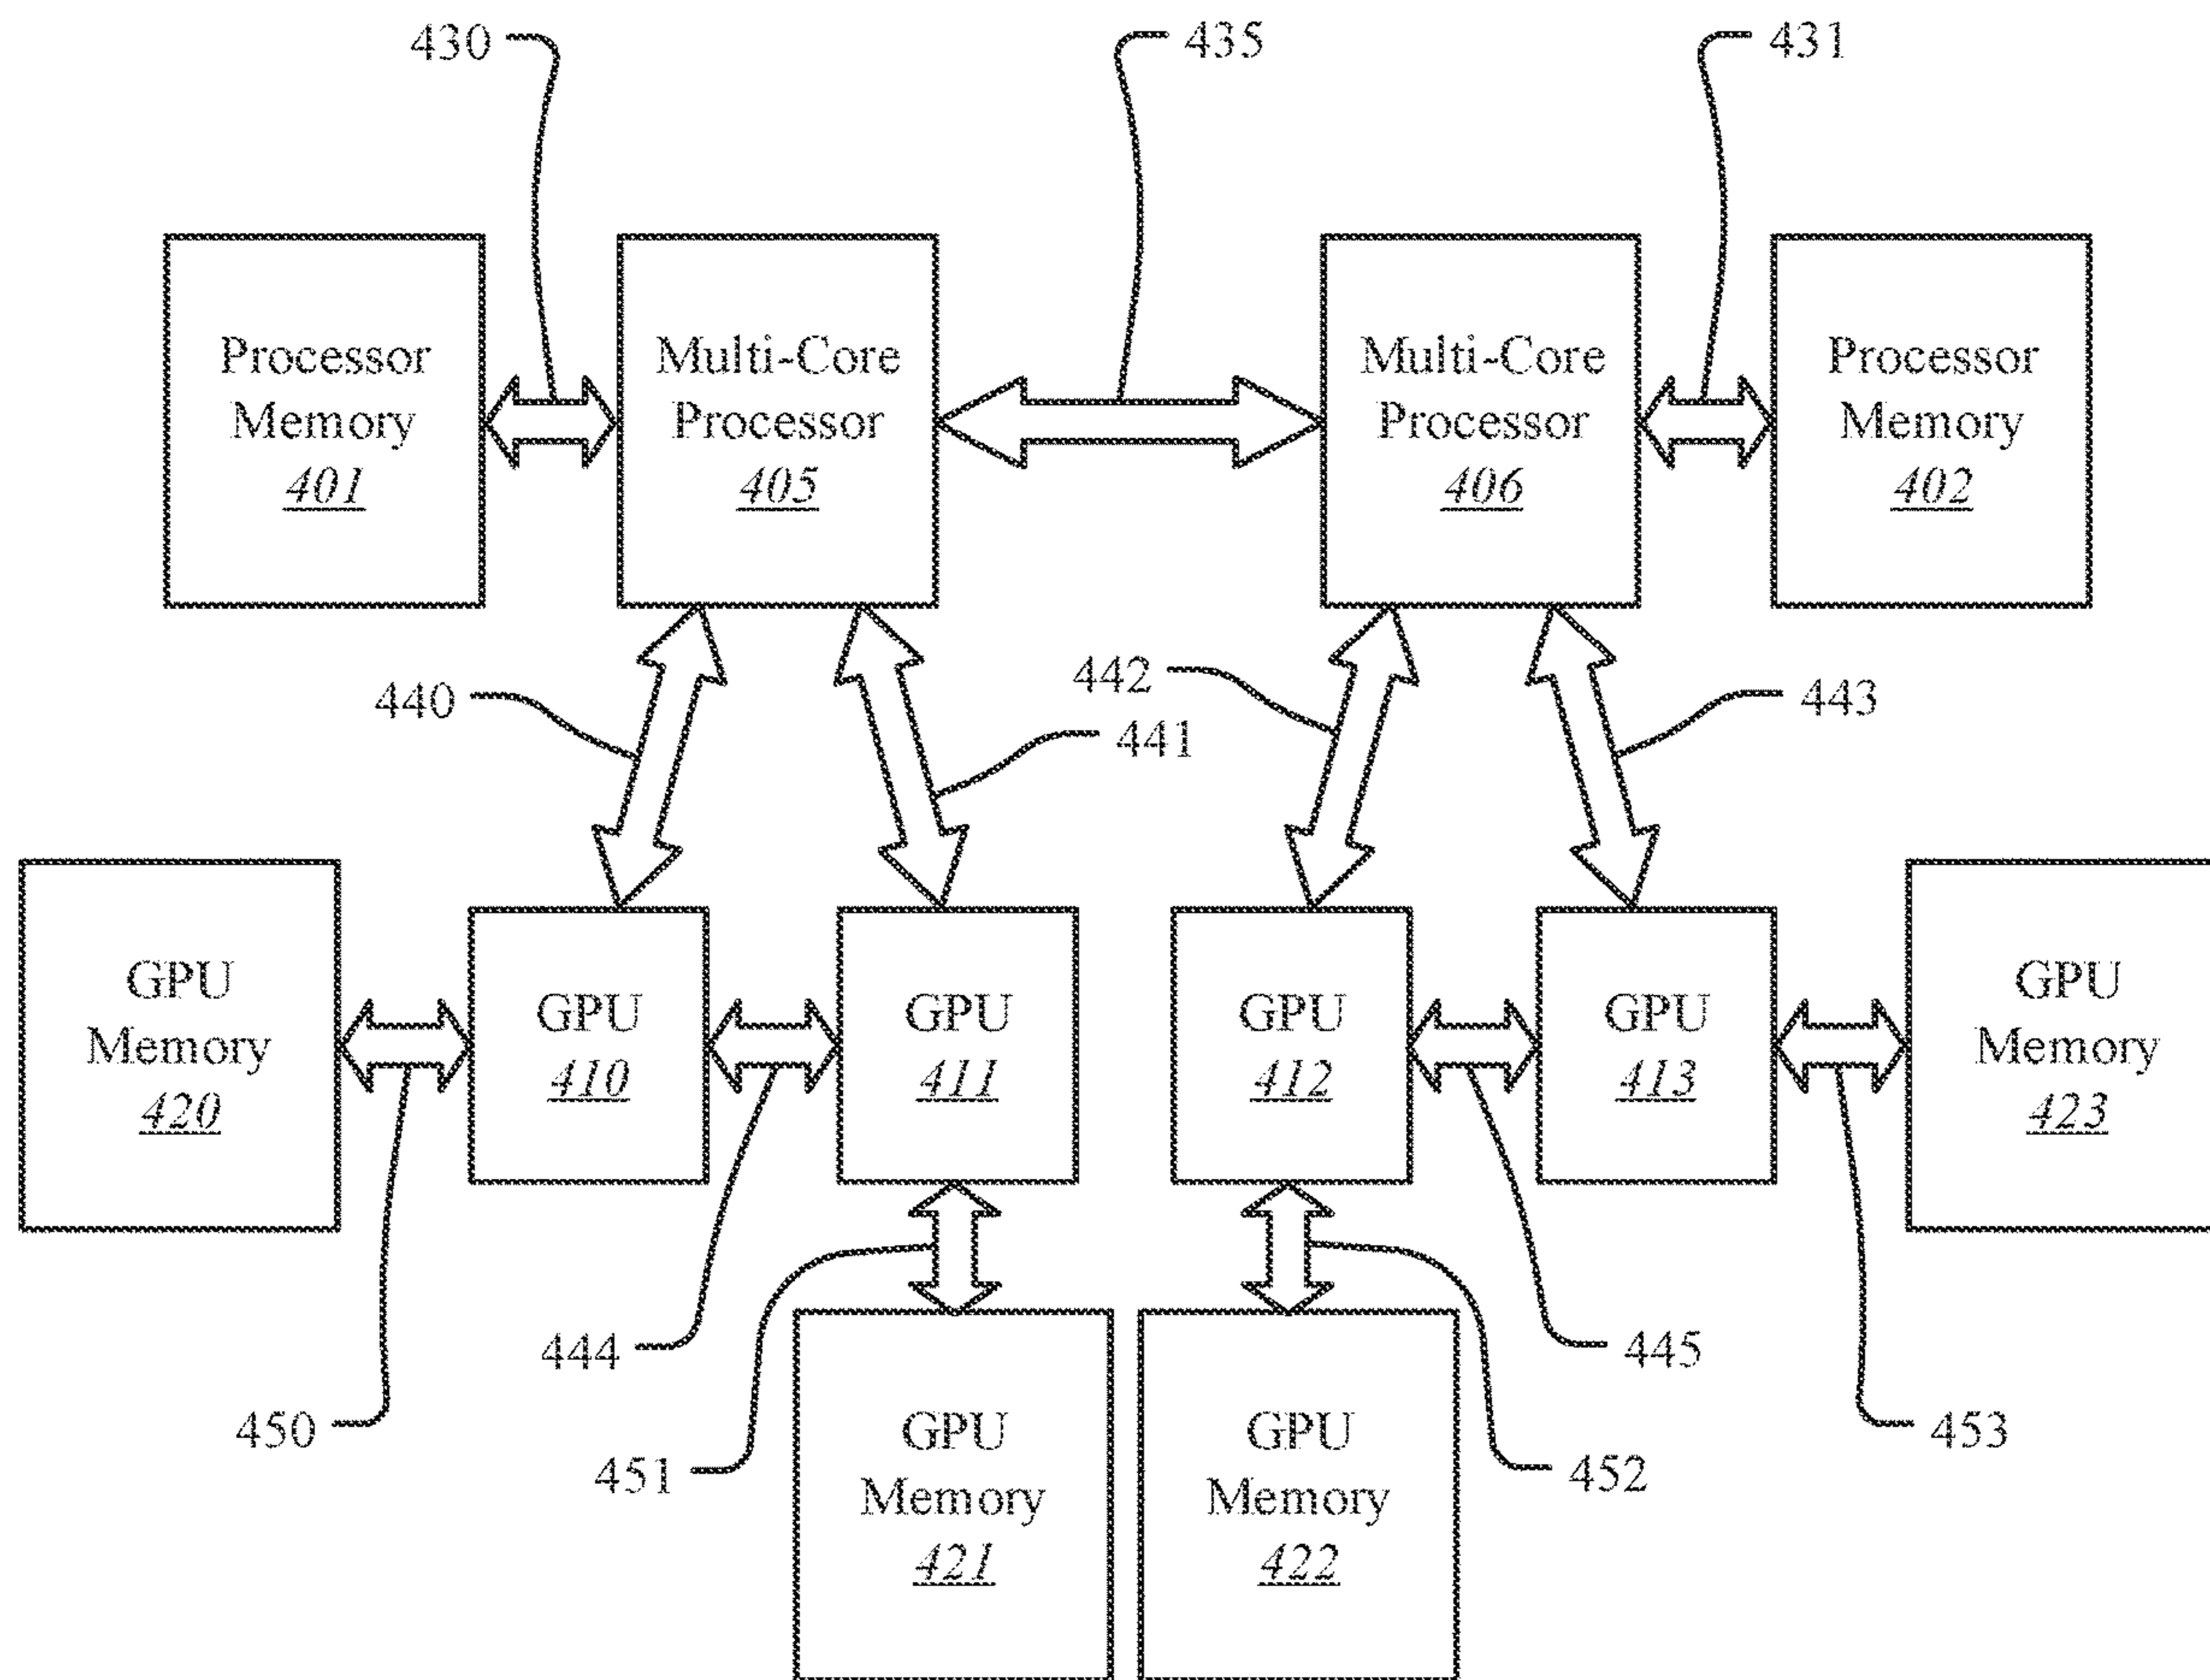 430
435
431
Processor
Memory
401
Multi-Core
Processor
405
Multi-Core
Processor
406
Processor
Memory
402
440
441
442
443
GPU
Memory
420
GPU
410
GPU
411
GPU
412
GPU
413
GPU
Memory
423
444
445
450
451
452
453
GPU
Memory
421
GPU
Memory
422